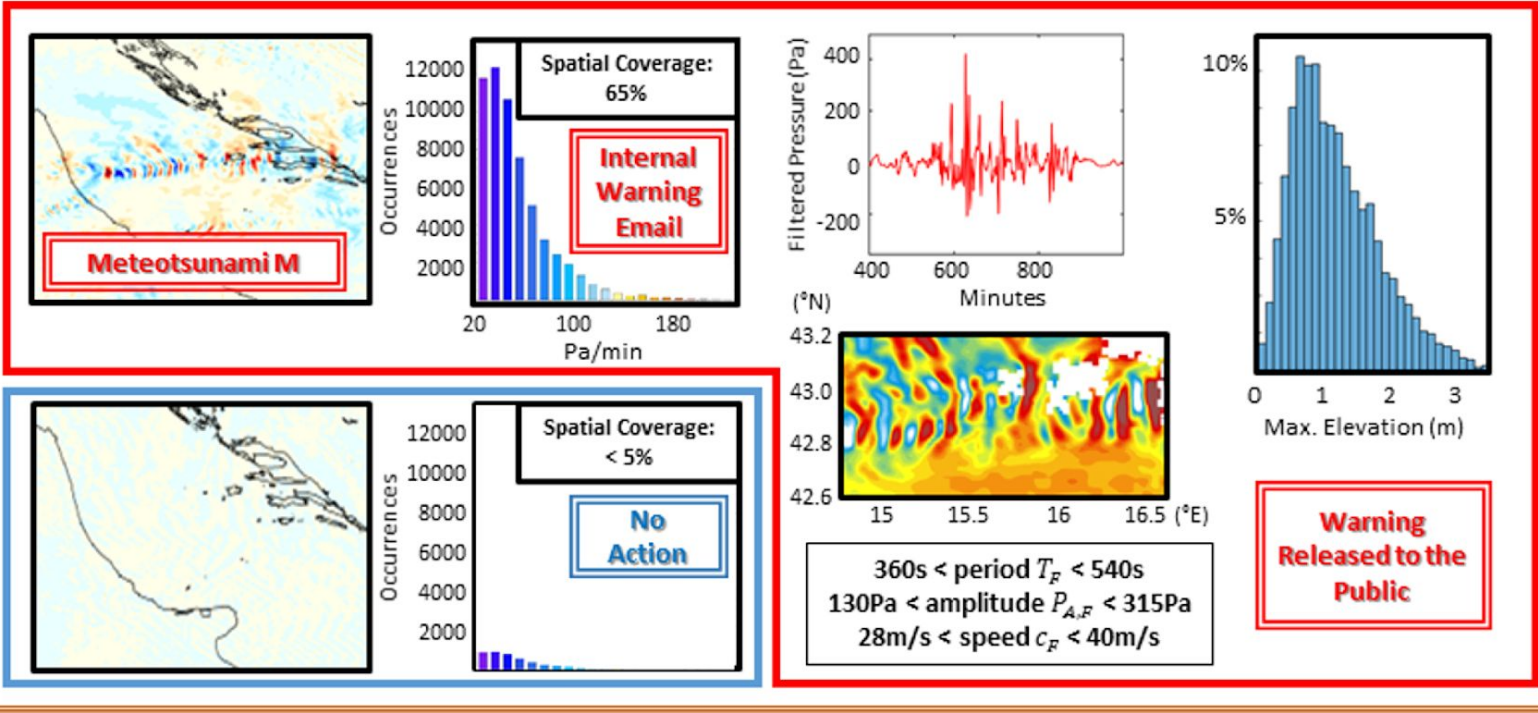 Meteotsunami M
Occurrences
12000
10000
8000
6000
4000
2000
Spatial Coverage:
65%
Internal
Warning
Email
20
100
180
Pa/min
Filtered Pressure (Pa)
400
200
0
-200
400
600
800
Minutes
(°N)
43.2
43.0
42.8
42.6
15
15.5
16
16.5 (°E)
360s < period T_F < 540s
130Pa < amplitude P_{A,F} < 315Pa
28m/s < speed c_F < 40m/s
10%
5%
0
1
2
3
Max. Elevation (m)
Warning
Released to the
Public
Occurrences
12000
10000
8000
6000
4000
2000
Spatial Coverage:
< 5%
No
Action